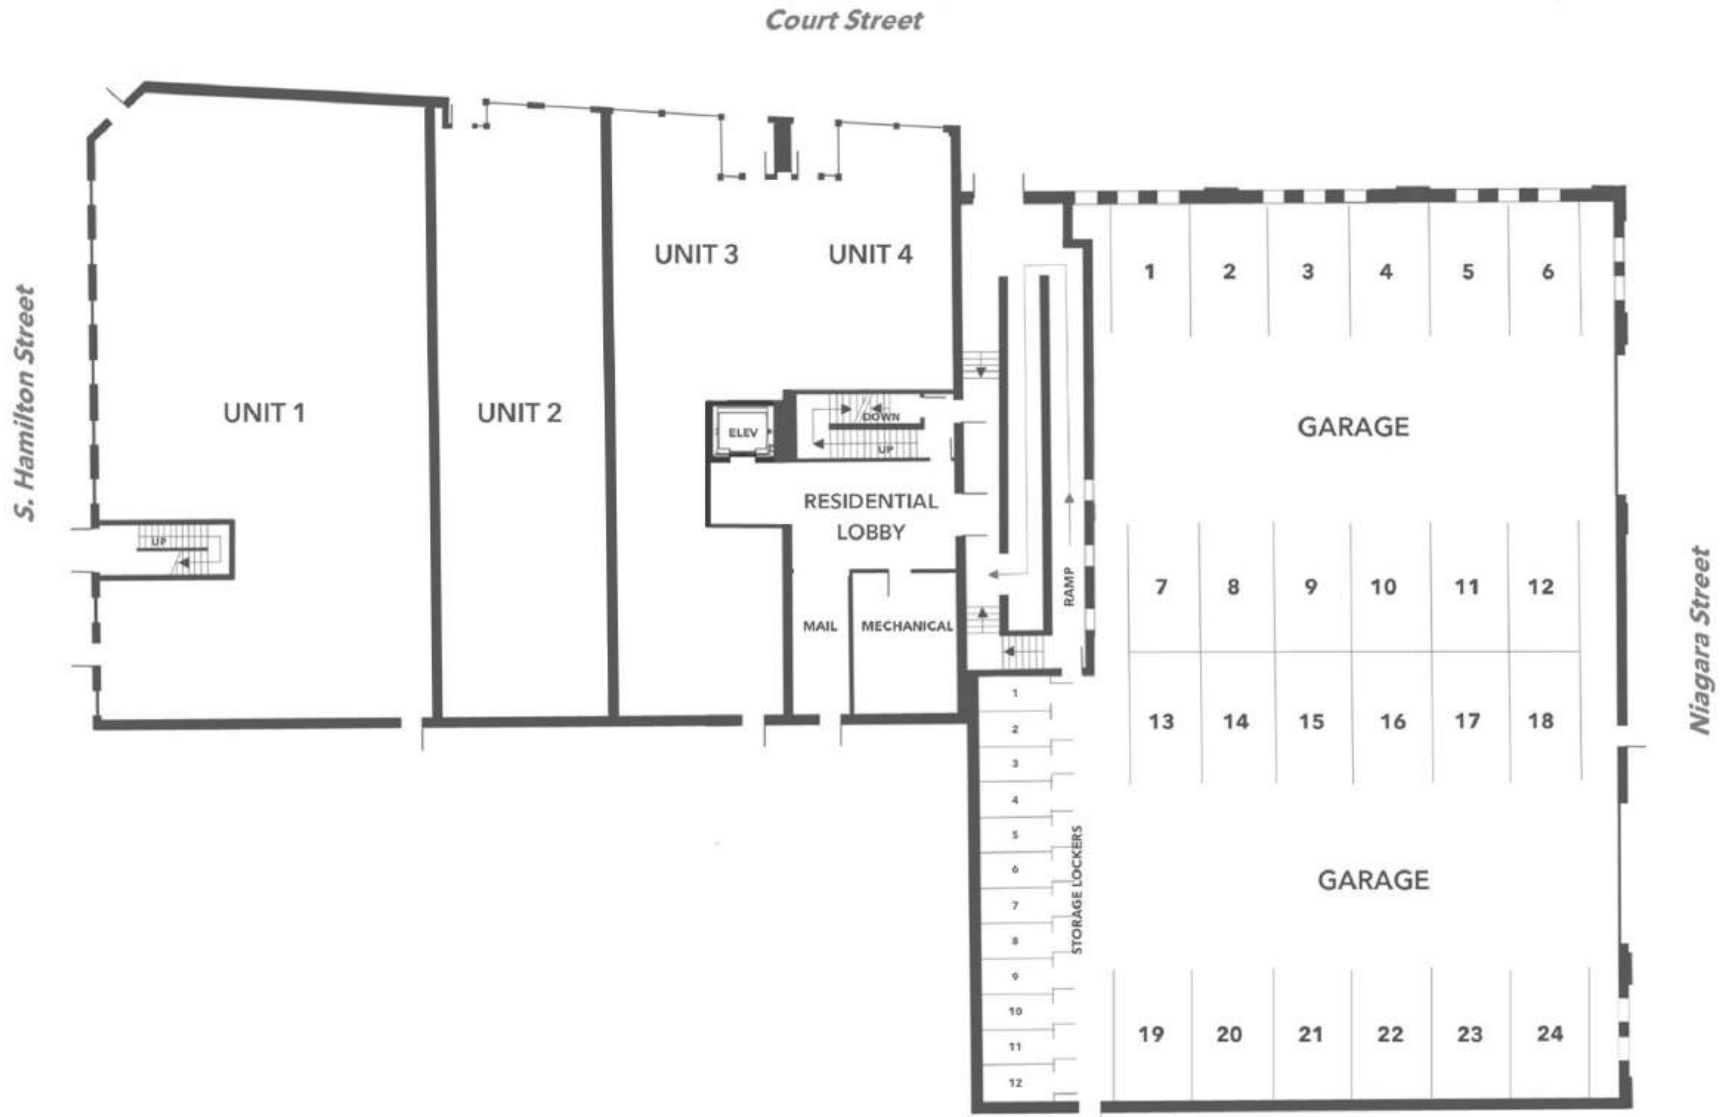 Court Street
S. Hamilton Street
UNIT 1
UNIT 2
UNIT 3
UNIT 4
UP
ELEV
DOWN
UP
RESIDENTIAL
LOBBY
MAIL
MECHANICAL
RAMP
1
2
3
4
5
6
GARAGE
7
8
9
10
11
12
13
14
15
16
17
18
GARAGE
19
20
21
22
23
24
STORAGE LOCKERS
1
2
3
4
5
6
7
8
9
10
11
12
Niagara Street